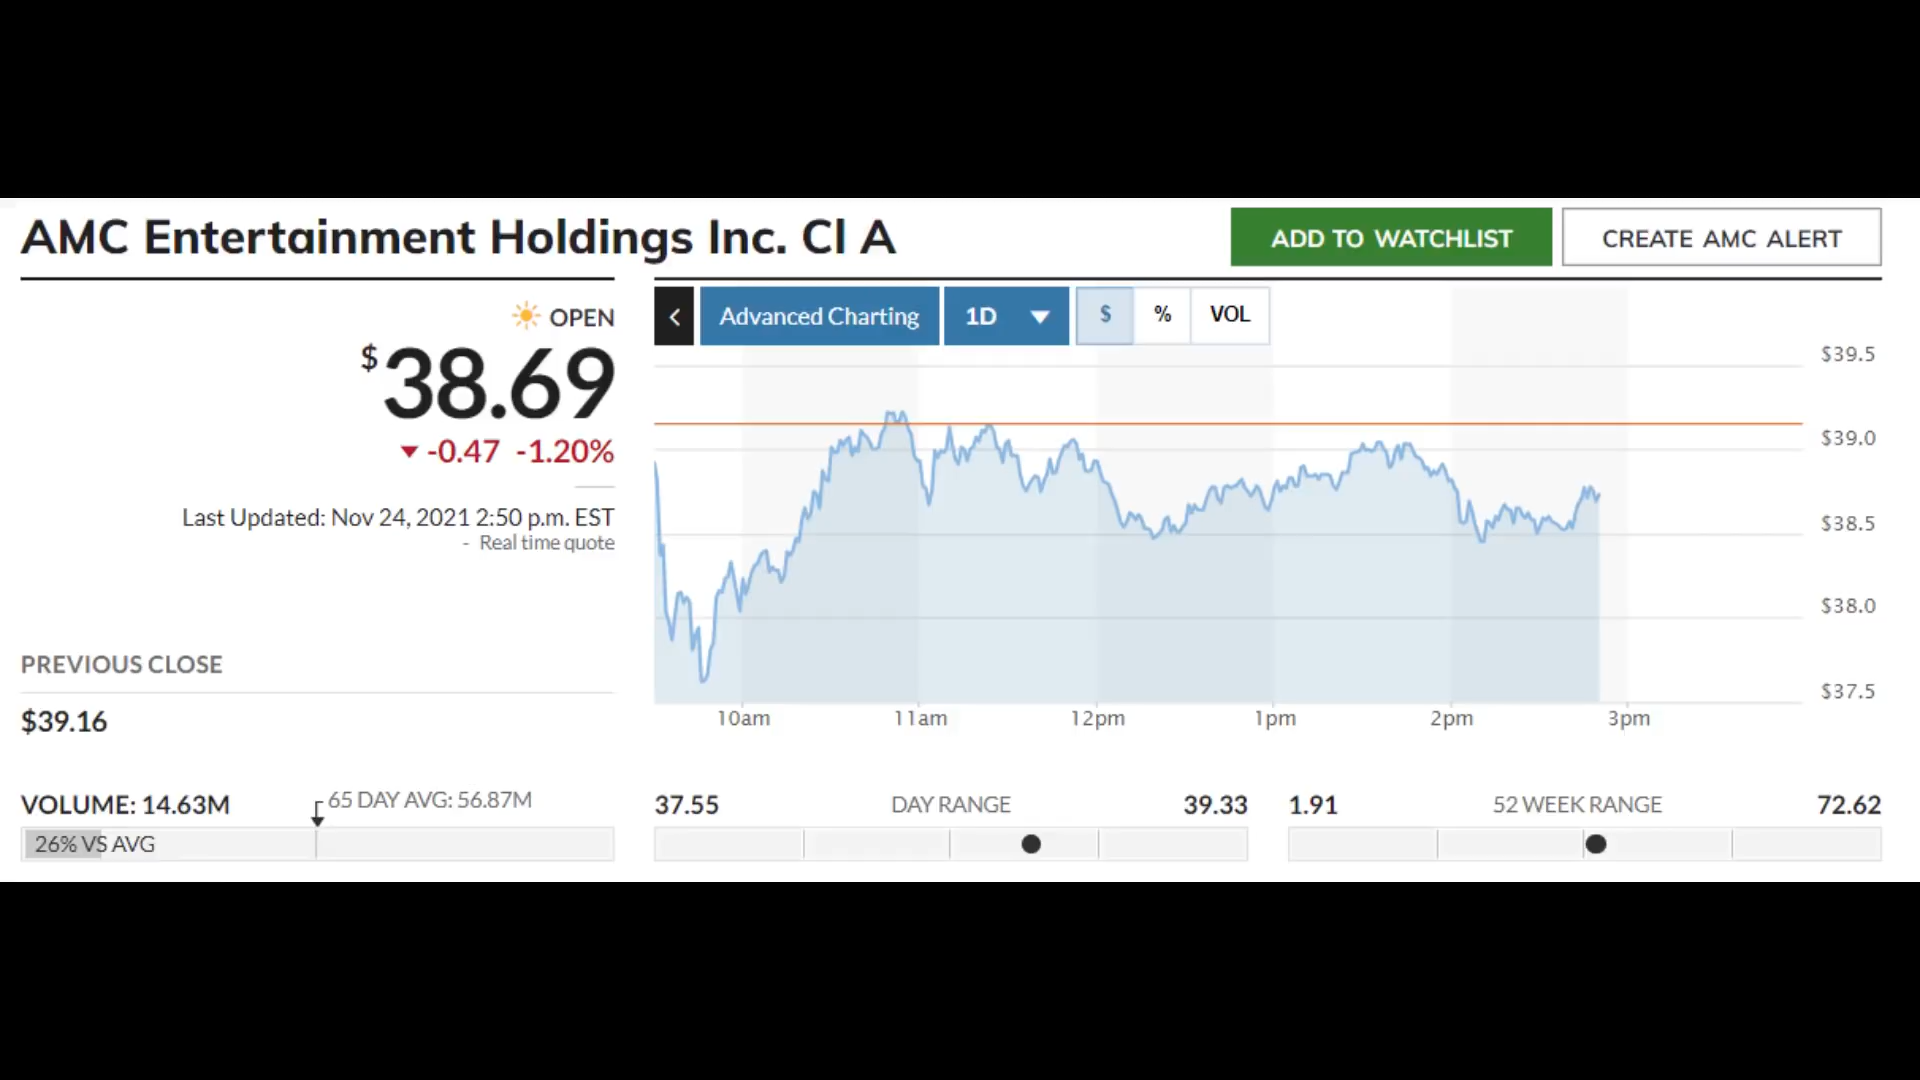 AMC Entertainment Holdings Inc. Cl A
ADD TO WATCHLIST
CREATE AMC ALERT
OPEN
$38.69
-0.47 -1.20%
Last Updated: Nov 24, 2021 2:50 p.m. EST
- Real time quote
PREVIOUS CLOSE
$39.16
VOLUME: 14.63M
65 DAY AVG: 56.87M
26% VS AVG
< Advanced Charting 1D $ % VOL
$39.5
$39.0
$38.5
$38.0
$37.5
10am 11am 12pm 1pm 2pm 3pm
37.55 DAY RANGE 39.33
1.91 52 WEEK RANGE 72.62